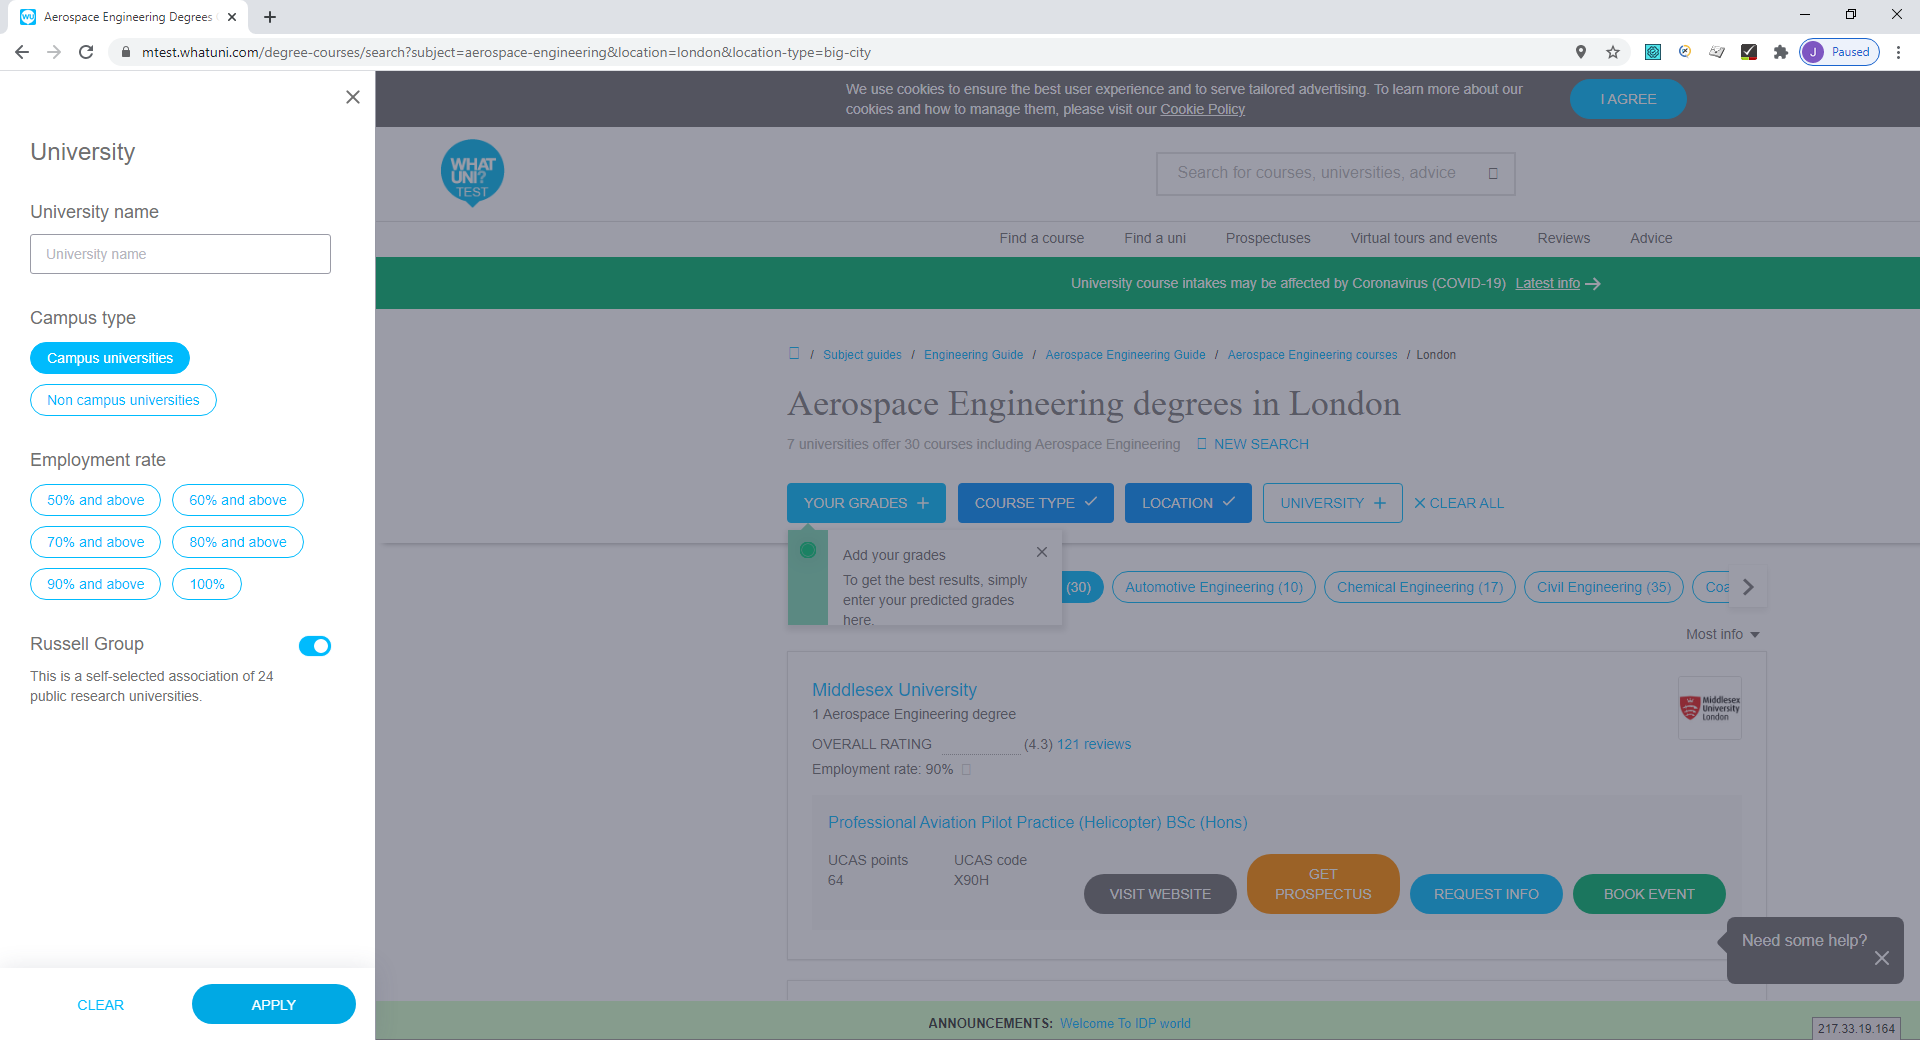 Aerospace Engineering Degrees
mtest.whatuni.com/degree-courses/search?subject=aerospace-engineering&location=london&location-type=big-city
J Paused
University
University name
University name
Campus type
Campus universities
Non campus universities
Employment rate
50% and above 60% and above
70% and above 80% and above
90% and above 100%
Russell Group
This is a self-selected association of 24
public research universities.
CLEAR APPLY
We use cookies to ensure the best user experience and to serve tailored advertising. To learn more about our
cookies and how to manage them, please visit our Cookie Policy
I AGREE
WHAT
UNI?
TEST
Search for courses, universities, advice
Find a course Find a uni Prospectuses Virtual tours and events Reviews Advice
University course intakes may be affected by Coronavirus (COVID-19) Latest info
/ Subject guides / Engineering Guide / Aerospace Engineering Guide / Aerospace Engineering courses / London
Aerospace Engineering degrees in London
7 universities offer 30 courses including Aerospace Engineering NEW SEARCH
YOUR GRADES COURSE TYPE LOCATION UNIVERSITY CLEAR ALL
Add your grades
To get the best results, simply
enter your predicted grades
here.
(30) Automotive Engineering (10) Chemical Engineering (17) Civil Engineering (35) Coa
Most info
Middlesex University
1 Aerospace Engineering degree
OVERALL RATING (4.3) 121 reviews
Employment rate: 90%
Middlesex
University
London
Professional Aviation Pilot Practice (Helicopter) BSc (Hons)
UCAS points UCAS code
64 X90H
VISIT WEBSITE
GET
PROSPECTUS
REQUEST INFO
BOOK EVENT
Need some help?
ANNOUNCEMENTS: Welcome To IDP world
217.33.19.164